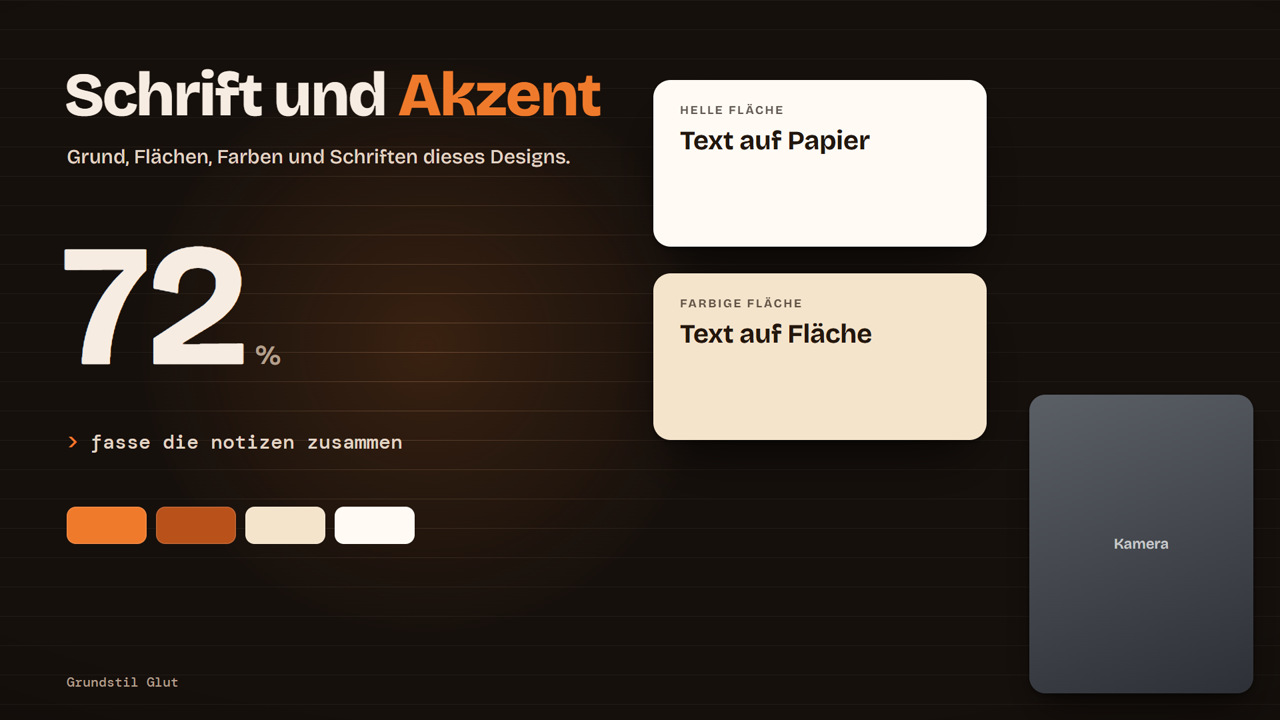 Schrift und Akzent
Grund, Flächen, Farben und Schriften dieses Designs.
72 %
› fasse die notizen zusammen
Grundstil Glut
HELLE FLÄCHE
Text auf Papier
FARBIGE FLÄCHE
Text auf Fläche
Kamera